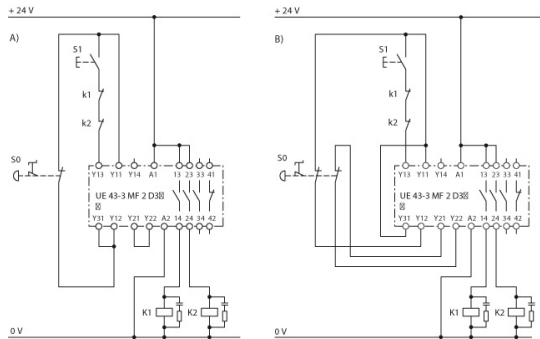 + 24 V
A)
S1
k1
k2
S0
Y13 Y11 Y14 A1 13 23 33 41
UE 43-3 MF 2 D3
Y31 Y12 Y21 Y22 A2 14 24 34 42
K1 K2
0 V
+ 24 V
B)
S1
k1
k2
S0
Y13 Y11 Y14 A1 13 23 33 41
UE 43-3 MF 2 D3
Y31 Y12 Y21 Y22 A2 14 24 34 42
K1 K2
0 V